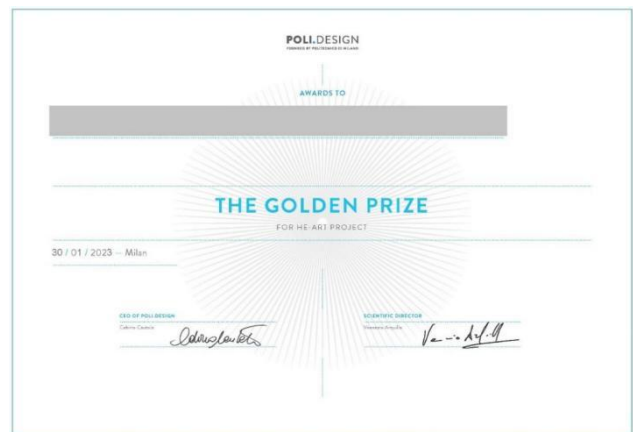 POLI.DESIGN
FOUNDED BY POLITECNICO DI MILANO
AWARDS TO
THE GOLDEN PRIZE
FOR HE-ART PROJECT
30 / 01 / 2023 — Milan
CEO OF POLI.DESIGN
SCIENTIFIC DIRECTOR